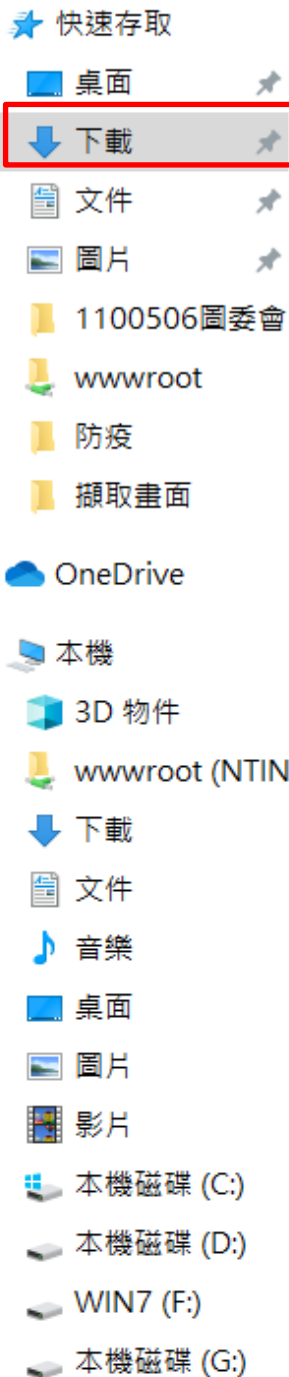 快速存取
桌面
下載
文件
圖片
1100506圖委會
wwwroot
防疫
擷取畫面
OneDrive
本機
3D 物件
wwwroot (NTIN
下載
文件
音樂
桌面
圖片
影片
本機磁碟 (C:)
本機磁碟 (D:)
WIN7 (F:)
本機磁碟 (G:)